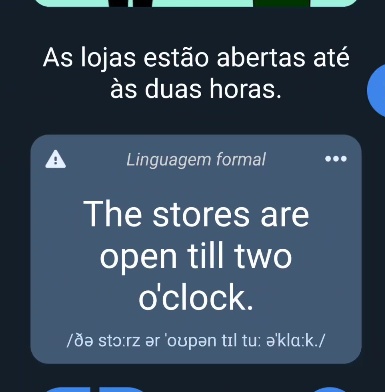 As lojas estão abertas até
às duas horas.
Linguagem formal
The stores are
open till two
o'clock.
/ðə stɔːrz ər ˈoʊpən tɪl tuː əˈklɑːk./